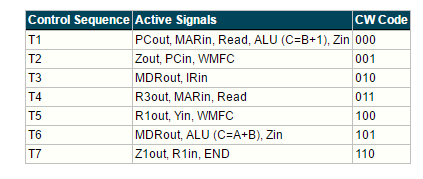 Control Sequence Active Signals CW Code
T1 PCout, MARin, Read, ALU (C=B+1), Zin 000
T2 Zout, PCin, WMFC 001
T3 MDRout, IRin 010
T4 R3out, MARin, Read 011
T5 R1out, Yin, WMFC 100
T6 MDRout, ALU (C=A+B), Zin 101
T7 Z1out, R1in, END 110